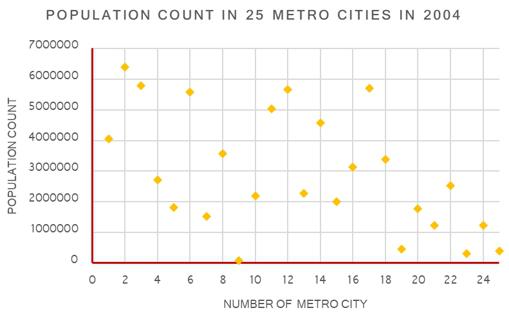 POPULATION COUNT IN 25 METRO CITIES IN 2004
7000000
6000000
5000000
4000000
3000000
2000000
1000000
0
POPULATION COUNT
0 2 4 6 8 10 12 14 16 18 20 22 24
NUMBER OF METRO CITY